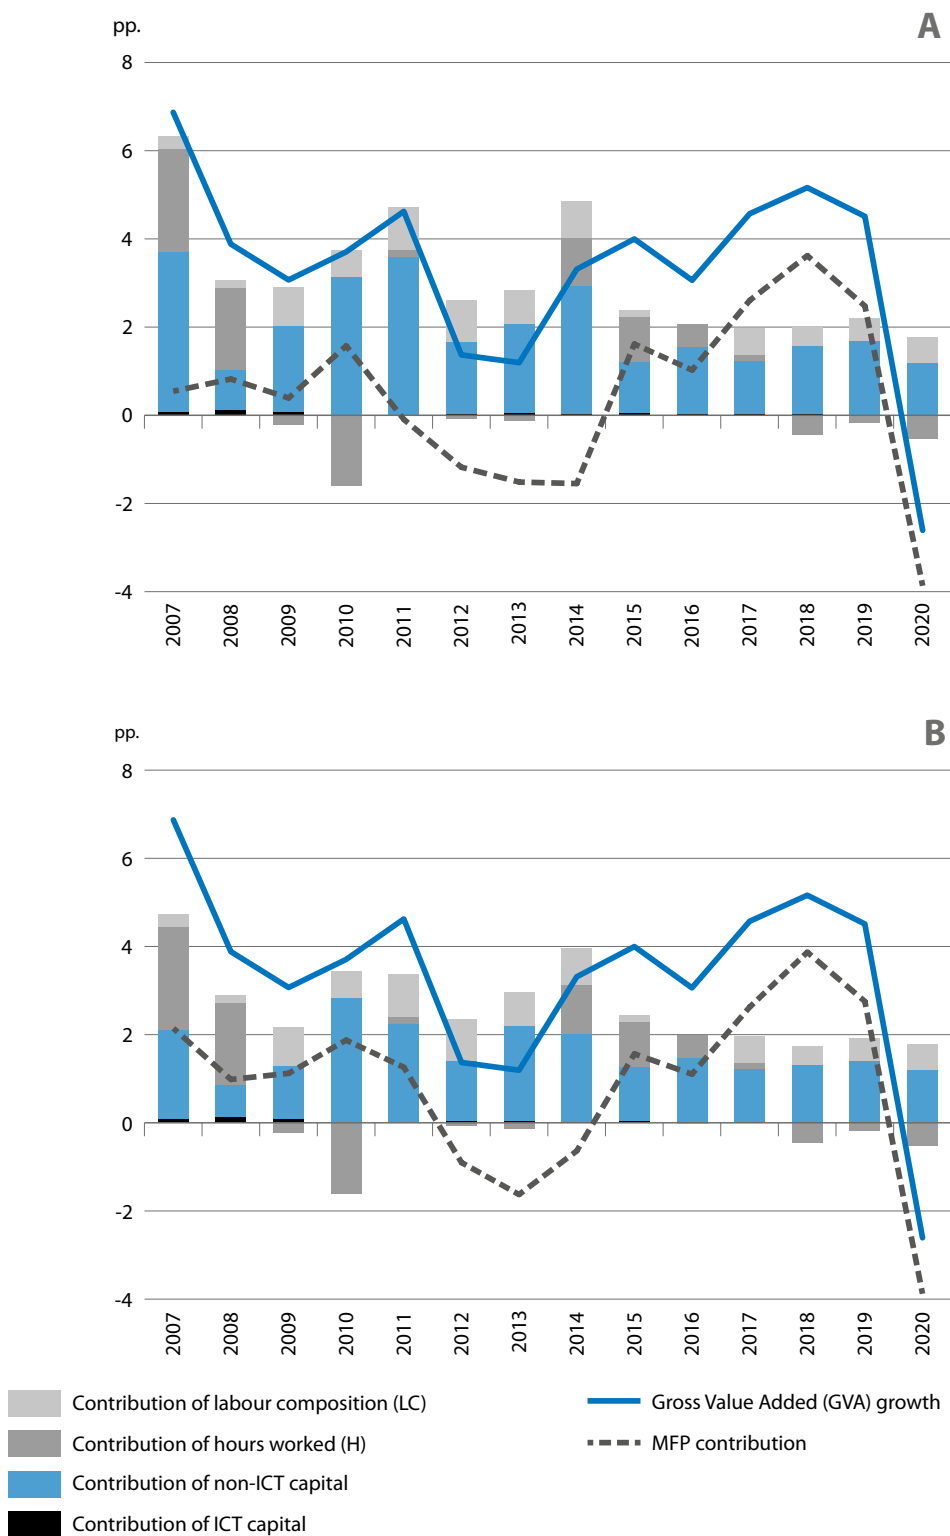 pp.
A
8
6
4
2
0
-2
-4
2007 2008 2009 2010 2011 2012 2013 2014 2015 2016 2017 2018 2019 2020
pp.
B
8
6
4
2
0
-2
-4
2007 2008 2009 2010 2011 2012 2013 2014 2015 2016 2017 2018 2019 2020
Contribution of labour composition (LC)
Contribution of hours worked (H)
Contribution of non-ICT capital
Contribution of ICT capital
Gross Value Added (GVA) growth
MFP contribution